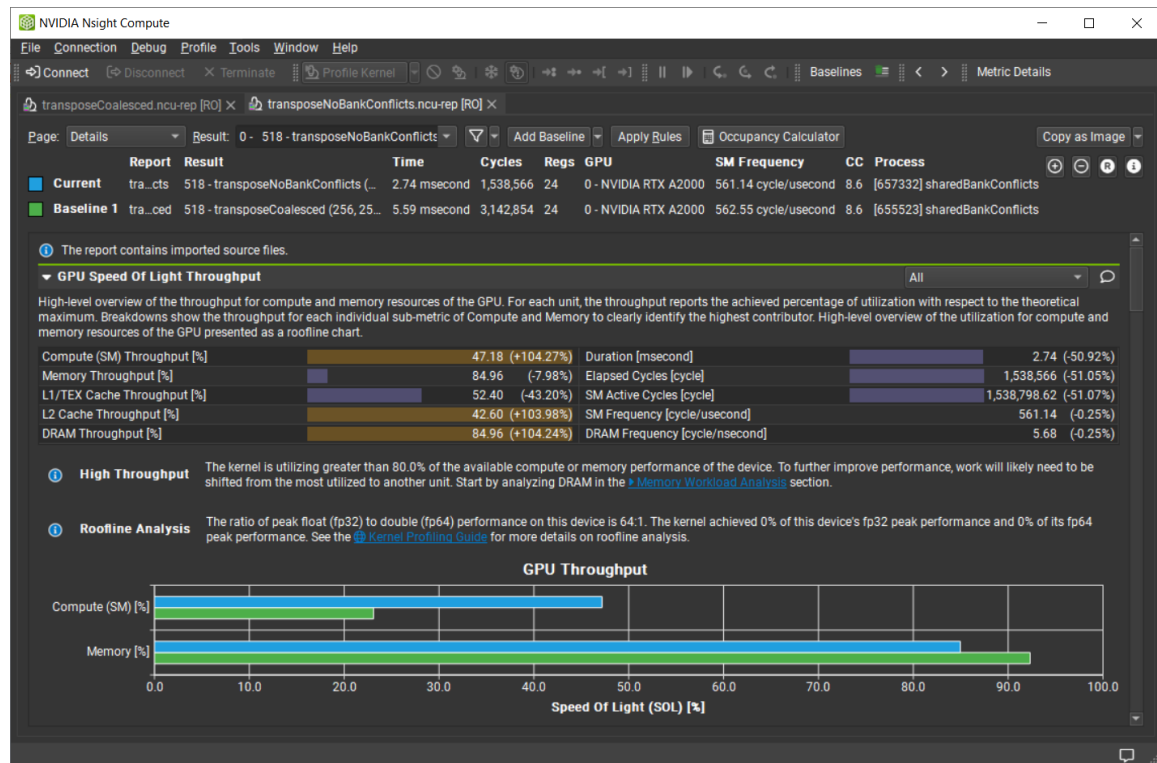 NVIDIA Nsight Compute
File Connection Debug Profile Tools Window Help
Connect Disconnect Terminate Profile Kernel Baselines Metric Details
transposeCoalesced.ncu-rep [RO] transposeNoBankConflicts.ncu-rep [RO]
Page: Details Result: 0 - 518 - transposeNoBankConflicts Add Baseline Apply Rules Occupancy Calculator Copy as Image
Report Result Time Cycles Regs GPU SM Frequency CC Process
Current tra...cts 518 - transposeNoBankConflicts (... 2.74 msecond 1,538,566 24 0 - NVIDIA RTX A2000 561.14 cycle/usecond 8.6 [657332] sharedBankConflicts
Baseline 1 tra...ced 518 - transposeCoalesced (256, 25... 5.59 msecond 3,142,854 24 0 - NVIDIA RTX A2000 562.55 cycle/usecond 8.6 [655523] sharedBankConflicts
The report contains imported source files.
GPU Speed Of Light Throughput All
High-level overview of the throughput for compute and memory resources of the GPU. For each unit, the throughput reports the achieved percentage of utilization with respect to the theoretical
maximum. Breakdowns show the throughput for each individual sub-metric of Compute and Memory to clearly identify the highest contributor. High-level overview of the utilization for compute and
memory resources of the GPU presented as a roofline chart.
Compute (SM) Throughput [%] 47.18 (+104.27%) Duration [msecond] 2.74 (-50.92%)
Memory Throughput [%] 84.96 (-7.98%) Elapsed Cycles [cycle] 1,538,566 (-51.05%)
L1/TEX Cache Throughput [%] 52.40 (-43.20%) SM Active Cycles [cycle] 1,538,798.62 (-51.07%)
L2 Cache Throughput [%] 42.60 (+103.98%) SM Frequency [cycle/usecond] 561.14 (-0.25%)
DRAM Throughput [%] 84.96 (+104.24%) DRAM Frequency [cycle/nsecond] 5.68 (-0.25%)
High Throughput The kernel is utilizing greater than 80.0% of the available compute or memory performance of the device. To further improve performance, work will likely need to be
shifted from the most utilized to another unit. Start by analyzing DRAM in the Memory Workload Analysis section.
Roofline Analysis The ratio of peak float (fp32) to double (fp64) performance on this device is 64:1. The kernel achieved 0% of this device's fp32 peak performance and 0% of its fp64
peak performance. See the Kernel Profiling Guide for more details on roofline analysis.
GPU Throughput
Compute (SM) [%]
Memory [%]
0.0 10.0 20.0 30.0 40.0 50.0 60.0 70.0 80.0 90.0 100.0
Speed Of Light (SOL) [%]